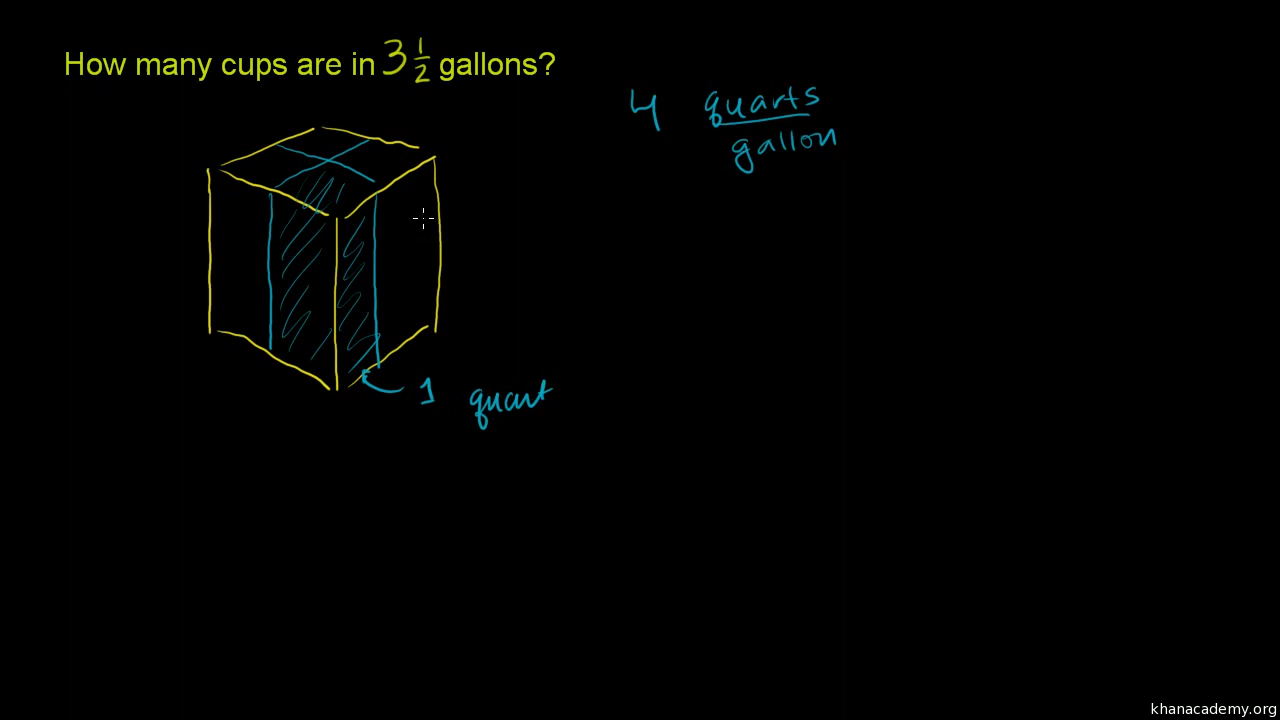 How many cups are in 3 1/2 gallons?
4 quarts
gallon
1 quart
khanacademy.org